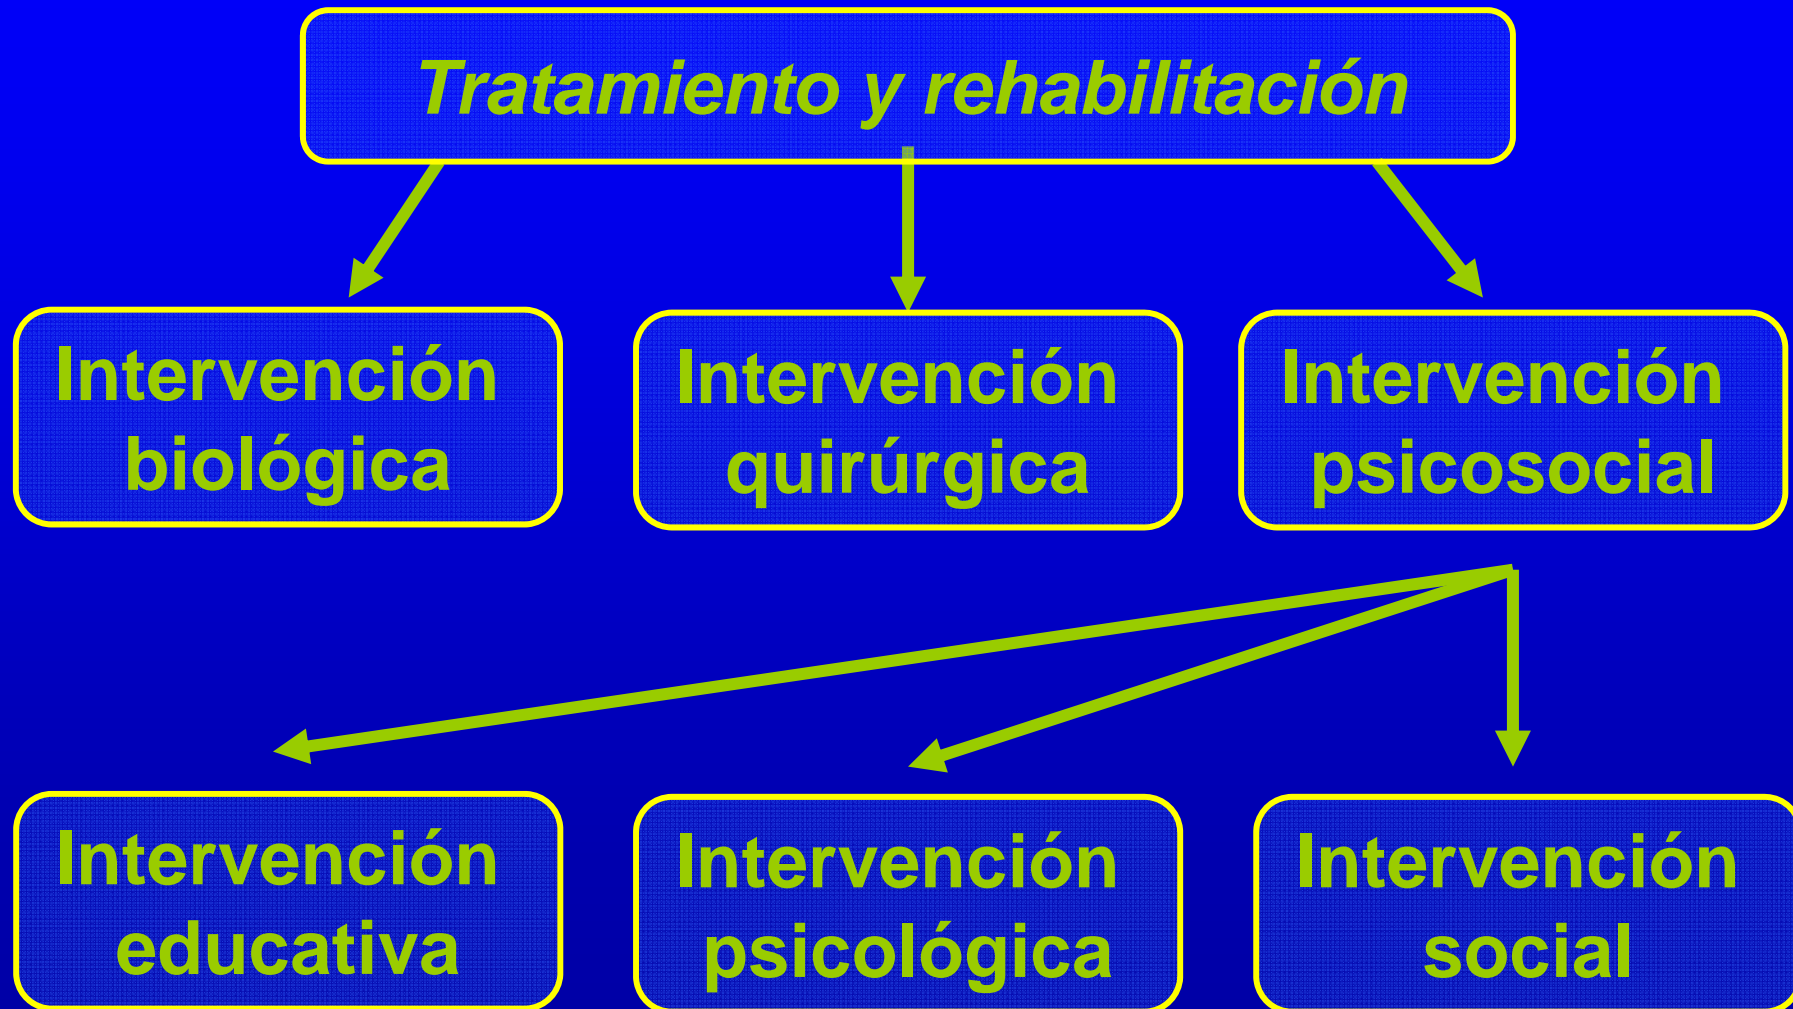 Tratamiento y rehabilitación
Intervención
biológica
Intervención
quirúrgica
Intervención
psicosocial
Intervención
educativa
Intervención
psicológica
Intervención
social